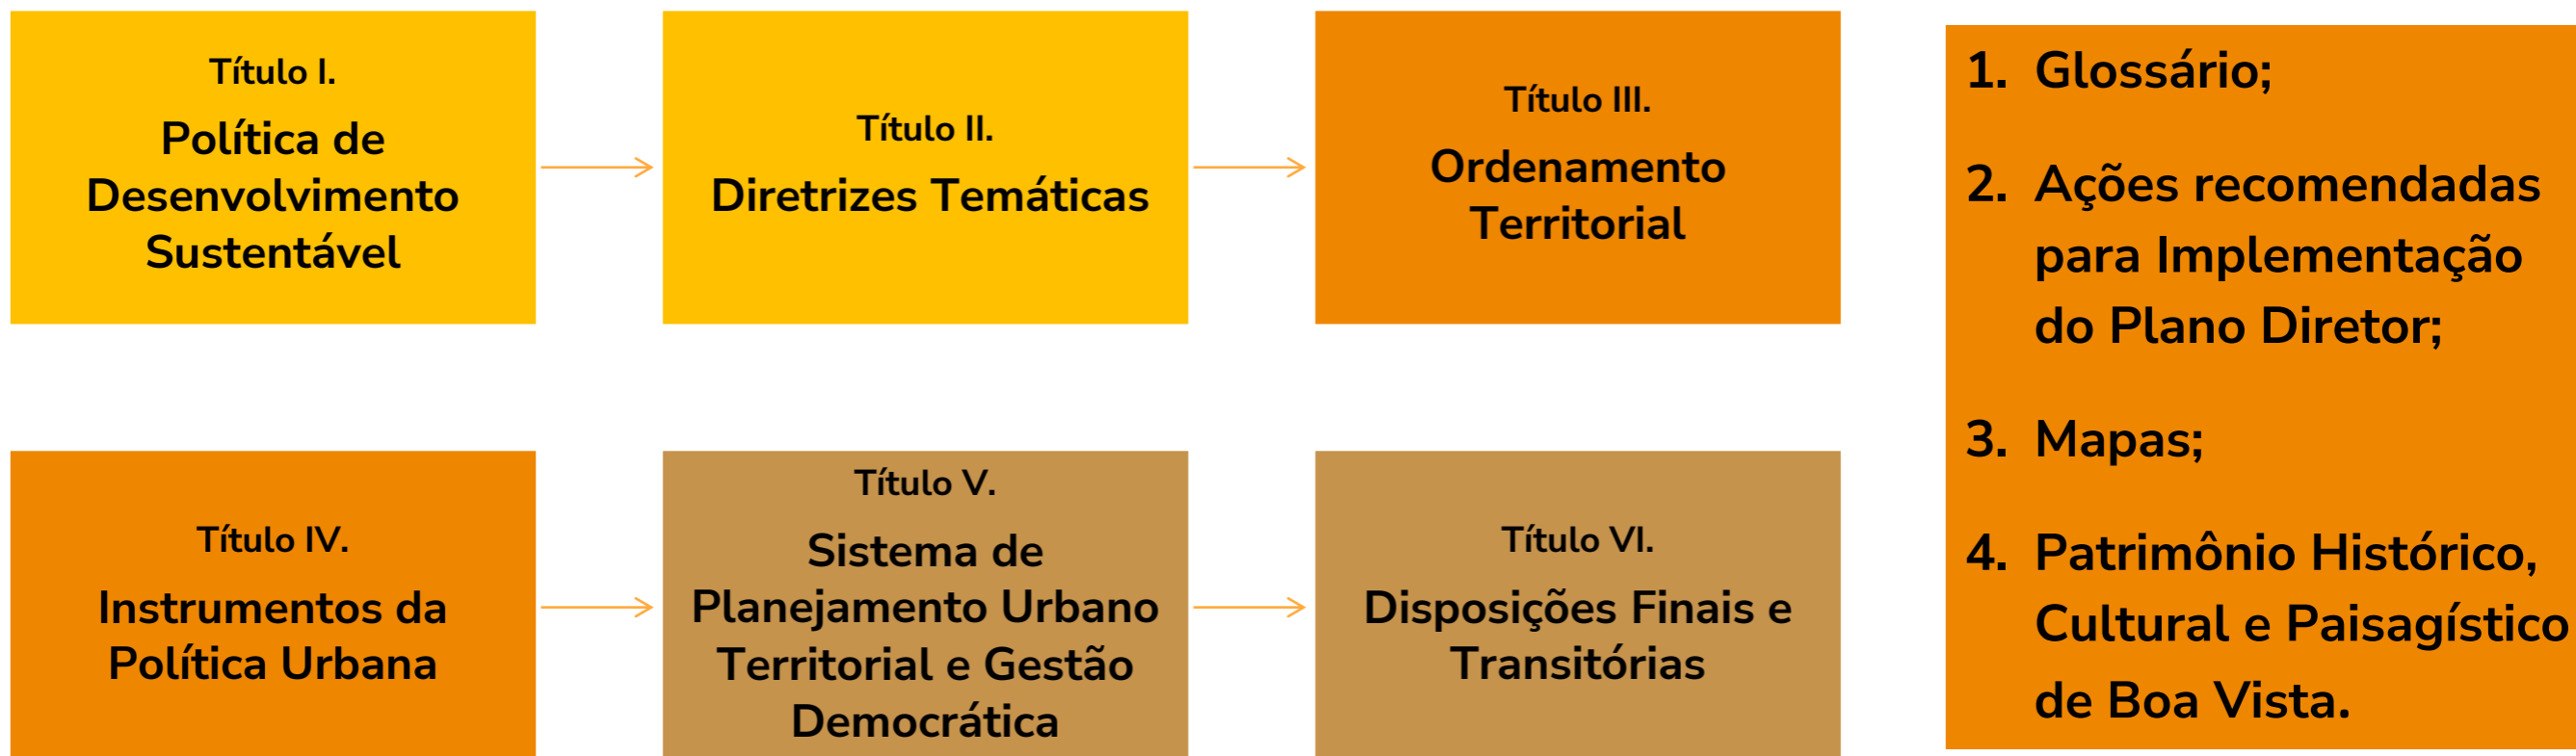 Título I.
Política de
Desenvolvimento
Sustentável
Título II.
Diretrizes Temáticas
Título III.
Ordenamento
Territorial
Título IV.
Instrumentos da
Política Urbana
Título V.
Sistema de
Planejamento Urbano
Territorial e Gestão
Democrática
Título VI.
Disposições Finais e
Transitórias
1. Glossário;
2. Ações recomendadas
para Implementação
do Plano Diretor;
3. Mapas;
4. Patrimônio Histórico,
Cultural e Paisagístico
de Boa Vista.